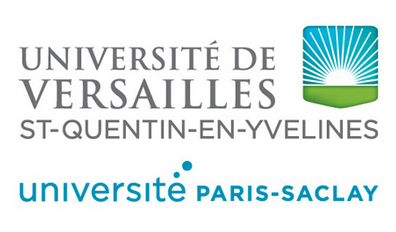 UNIVERSITÉ DE
VERSAILLES
ST-QUENTIN-EN-YVELINES
université PARIS-SACLAY